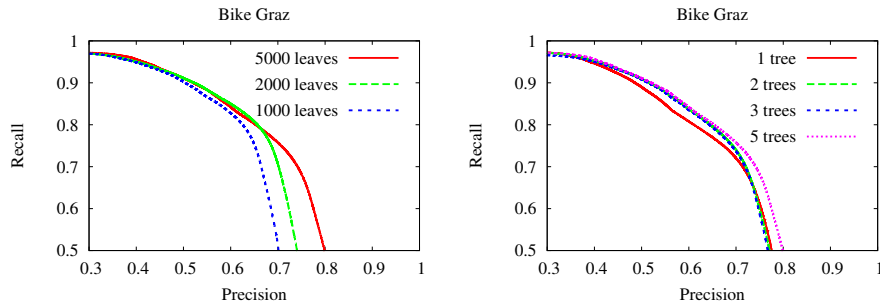 Bike Graz
1
0.9
0.8
0.7
0.6
0.5
Recall
5000 leaves
2000 leaves
1000 leaves
0.3 0.4 0.5 0.6 0.7 0.8 0.9 1
Precision
Bike Graz
1
0.9
0.8
0.7
0.6
0.5
Recall
1 tree
2 trees
3 trees
5 trees
0.3 0.4 0.5 0.6 0.7 0.8 0.9 1
Precision